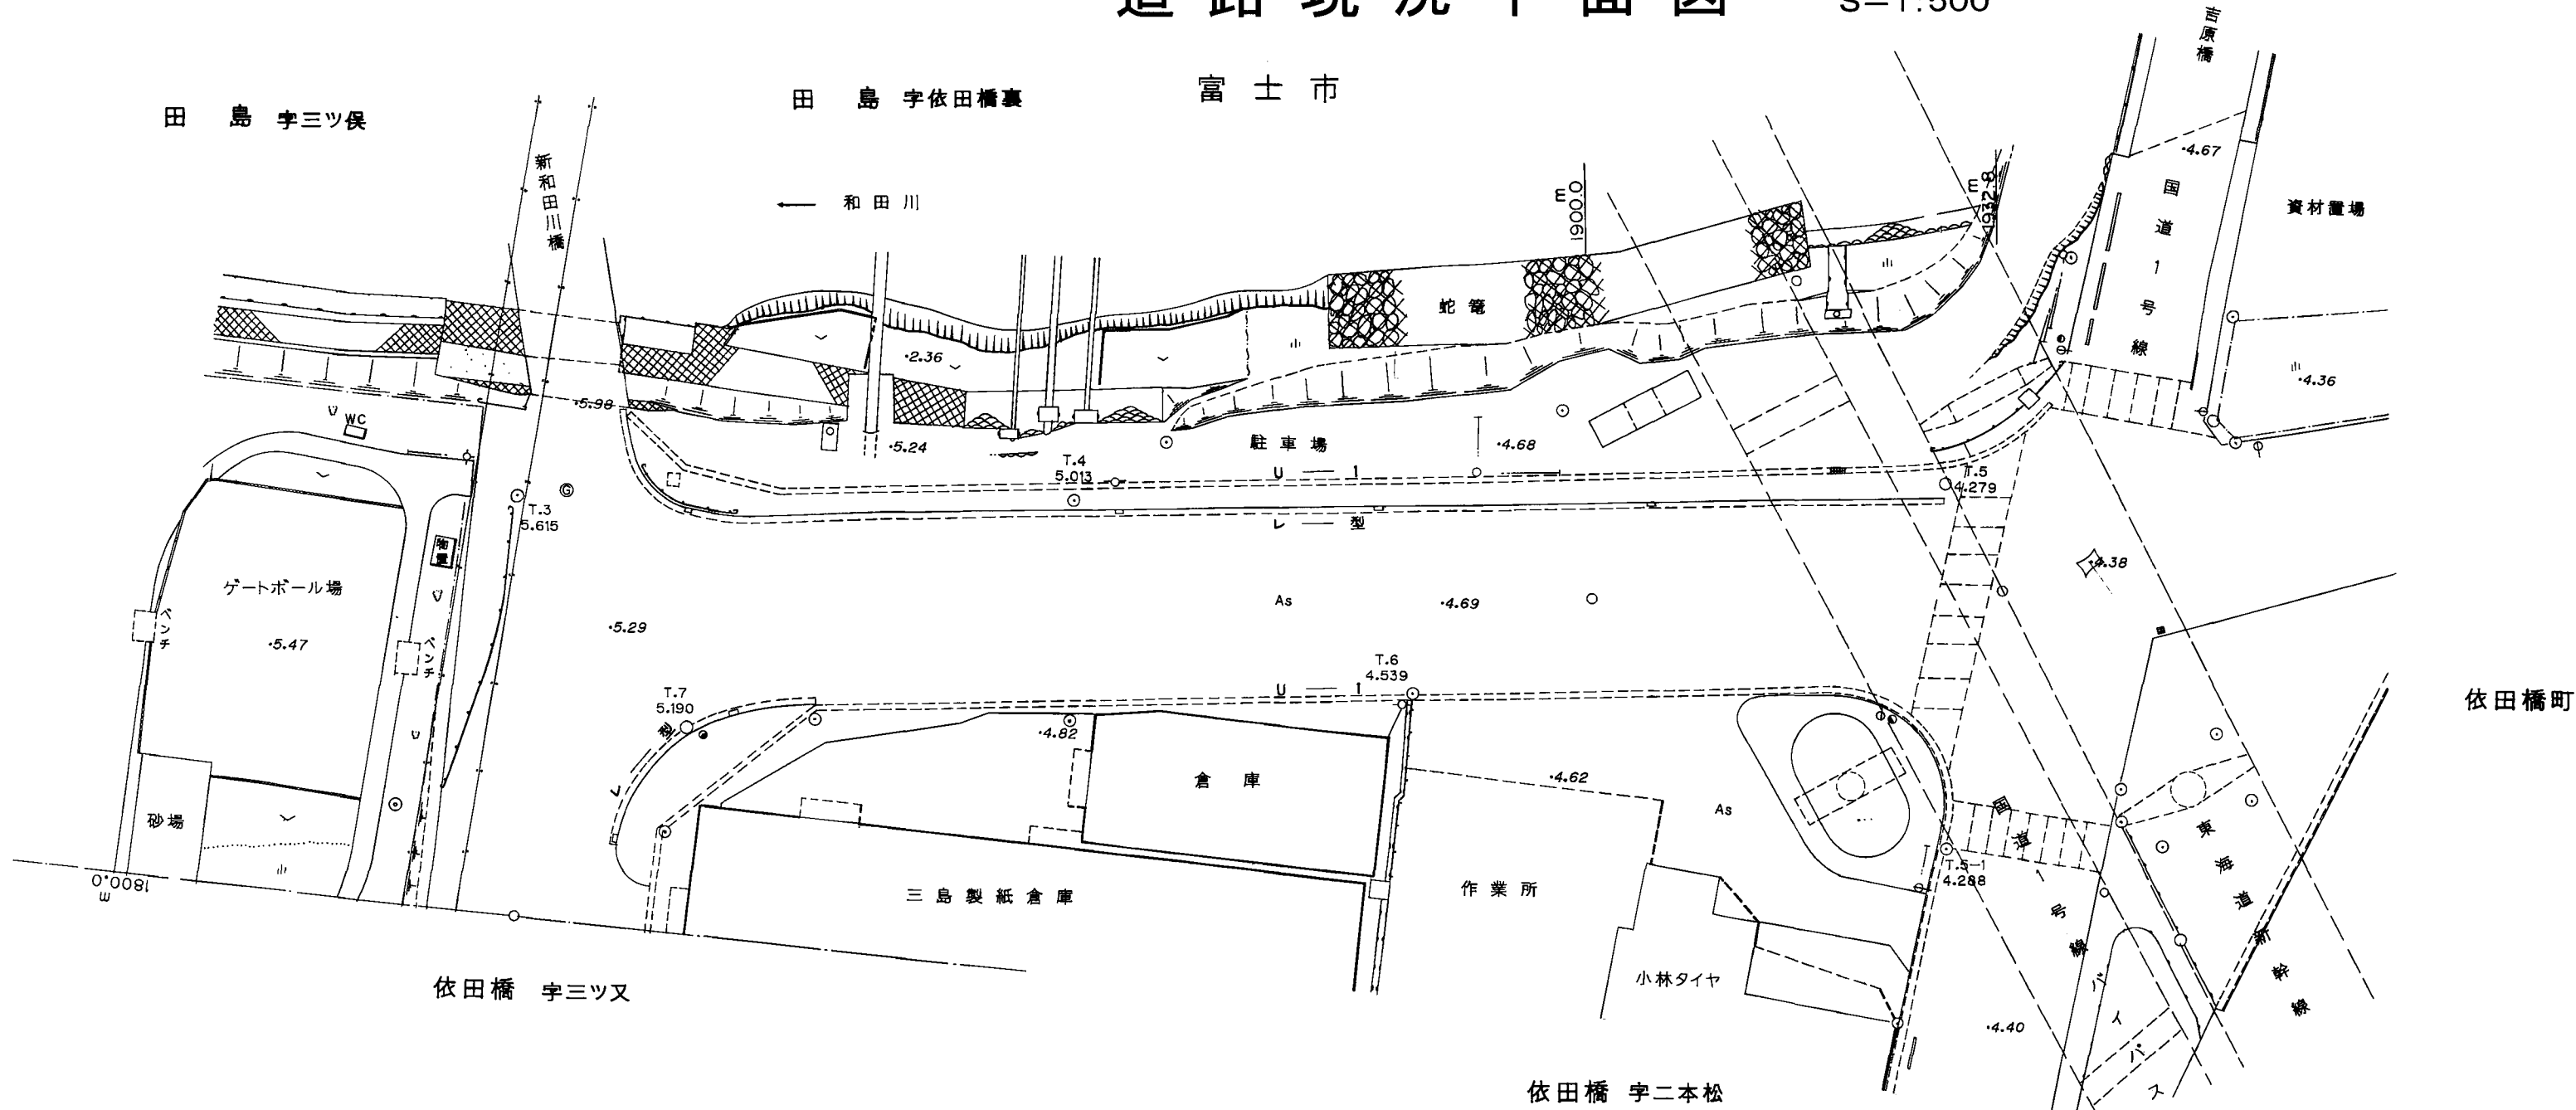 道路現況平面図 S=1:500
吉原橋
富士市
田島 字三ツ俣
田島 字依田橋裏
新和田川橋
← 和田川
1900.0m
1932.8m
·4.67
国道1号線
資材置場
蛇篭
·2.36
·4.36
·5.98
WC
·5.24
駐車場
·4.68
T.4
5.013
U — 1
T.5
4.279
T.3
5.615
G
レ — 型
物置
·4.38
ゲートボール場
As
·4.69
ベンチ
·5.47
ベンチ
·5.29
T.6
4.539
T.7
5.190
U — 1
依田橋町
レ — 型
·4.82
倉庫
·4.62
As
砂場
国道1号線
東海道新幹線
T.5-1
4.288
1800.0m
三島製紙倉庫
作業所
小林タイヤ
バイパス
依田橋 字三ツ又
·4.40
依田橋 字二本松